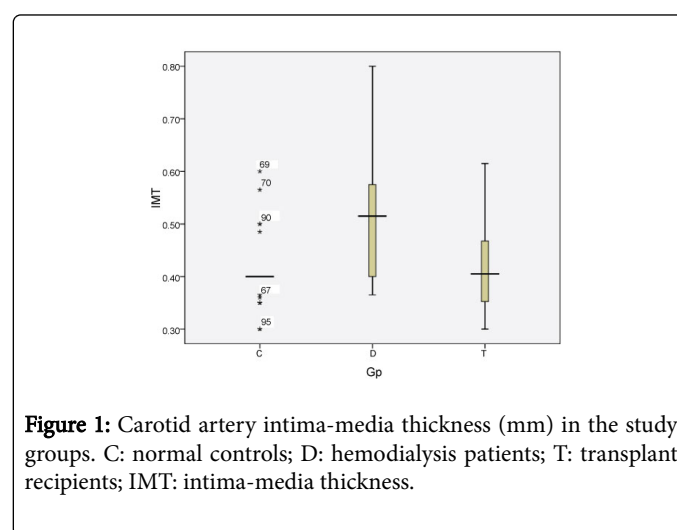 0.80
0.70
0.60
0.50
0.40
0.30
IMT
69
70
90
67
95
C D T
Gp
Figure 1: Carotid artery intima-media thickness (mm) in the study
groups. C: normal controls; D: hemodialysis patients; T: transplant
recipients; IMT: intima-media thickness.